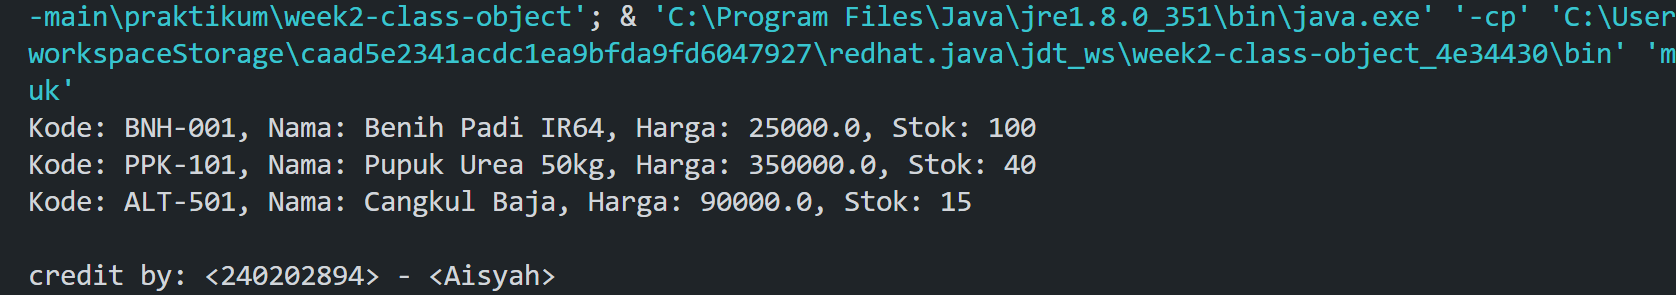 -main\praktikum\week2-class-object'; & 'C:\Program Files\Java\jre1.8.0_351\bin\java.exe' '-cp' 'C:\User
workspaceStorage\caad5e2341acdc1ea9bfda9fd6047927\redhat.java\jdt_ws\week2-class-object_4e34430\bin' 'm
uk'
Kode: BNH-001, Nama: Benih Padi IR64, Harga: 25000.0, Stok: 100
Kode: PPK-101, Nama: Pupuk Urea 50kg, Harga: 350000.0, Stok: 40
Kode: ALT-501, Nama: Cangkul Baja, Harga: 90000.0, Stok: 15

credit by: <240202894> - <Aisyah>